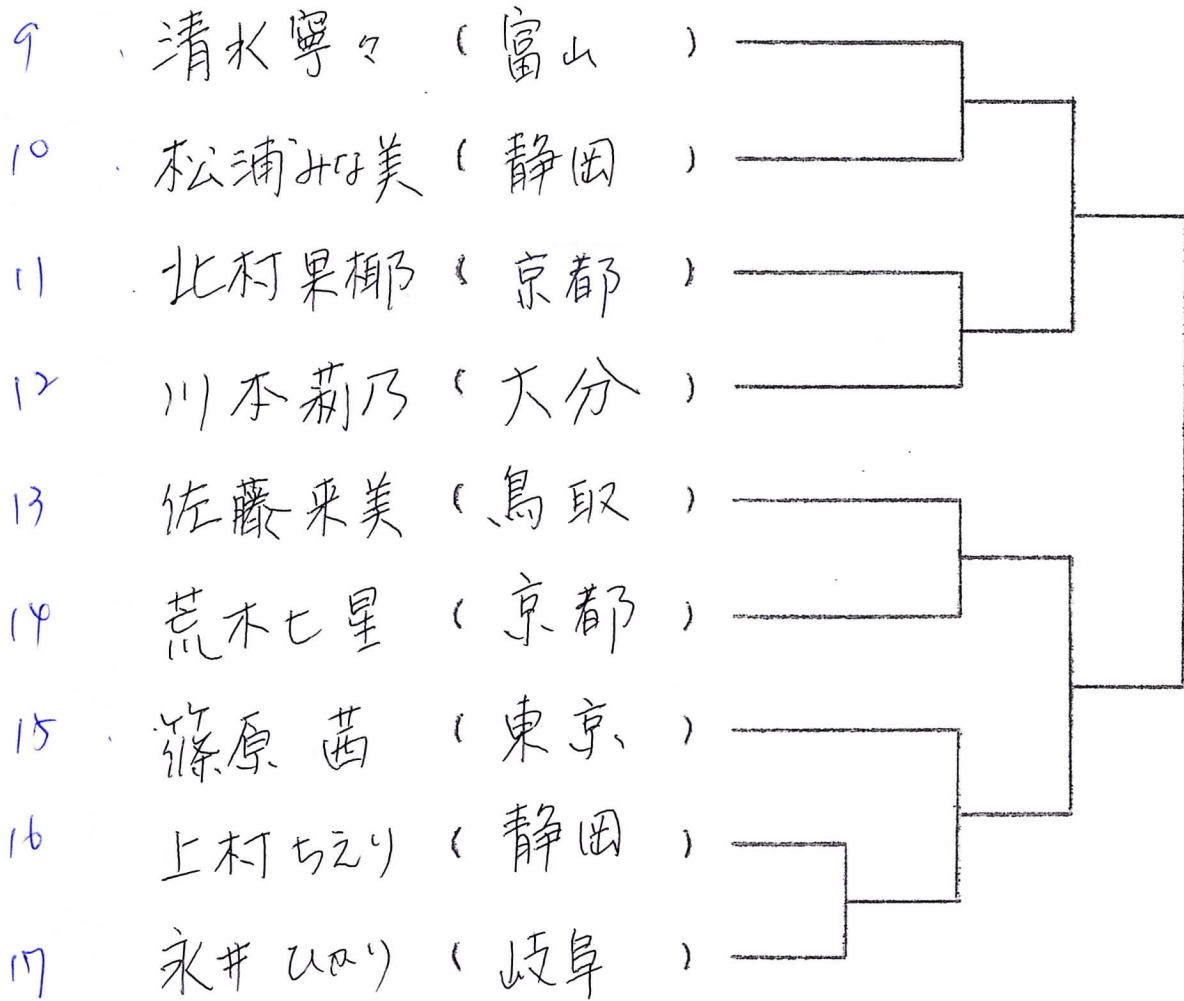 9 清水寧々 (富山)
10 松浦みな美 (静岡)
11 北村果椰 (京都)
12 川本莉乃 (大分)
13 佐藤来美 (鳥取)
14 荒木七星 (京都)
15 篠原 茜 (東京)
16 上村ちえり (静岡)
17 永井ひかり (岐阜)